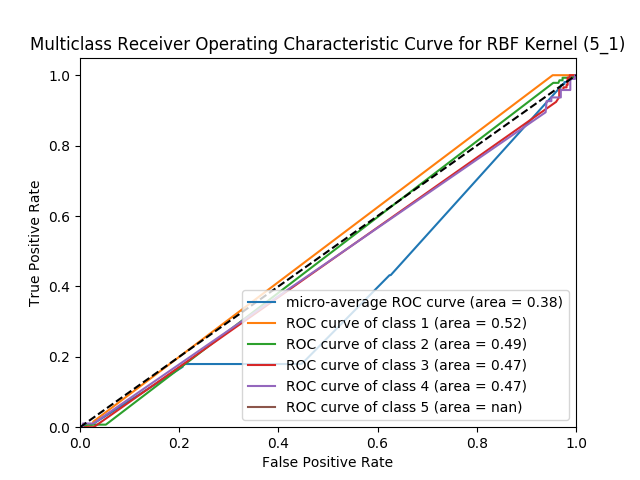 Multiclass Receiver Operating Characteristic Curve for RBF Kernel (5_1)
1.0
0.8
0.6
0.4
0.2
0.0
True Positive Rate
micro-average ROC curve (area = 0.38)
ROC curve of class 1 (area = 0.52)
ROC curve of class 2 (area = 0.49)
ROC curve of class 3 (area = 0.47)
ROC curve of class 4 (area = 0.47)
ROC curve of class 5 (area = nan)
0.0 0.2 0.4 0.6 0.8 1.0
False Positive Rate